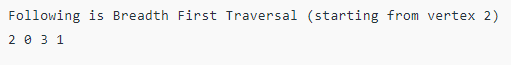 Following is Breadth First Traversal (starting from vertex 2)
2 0 3 1